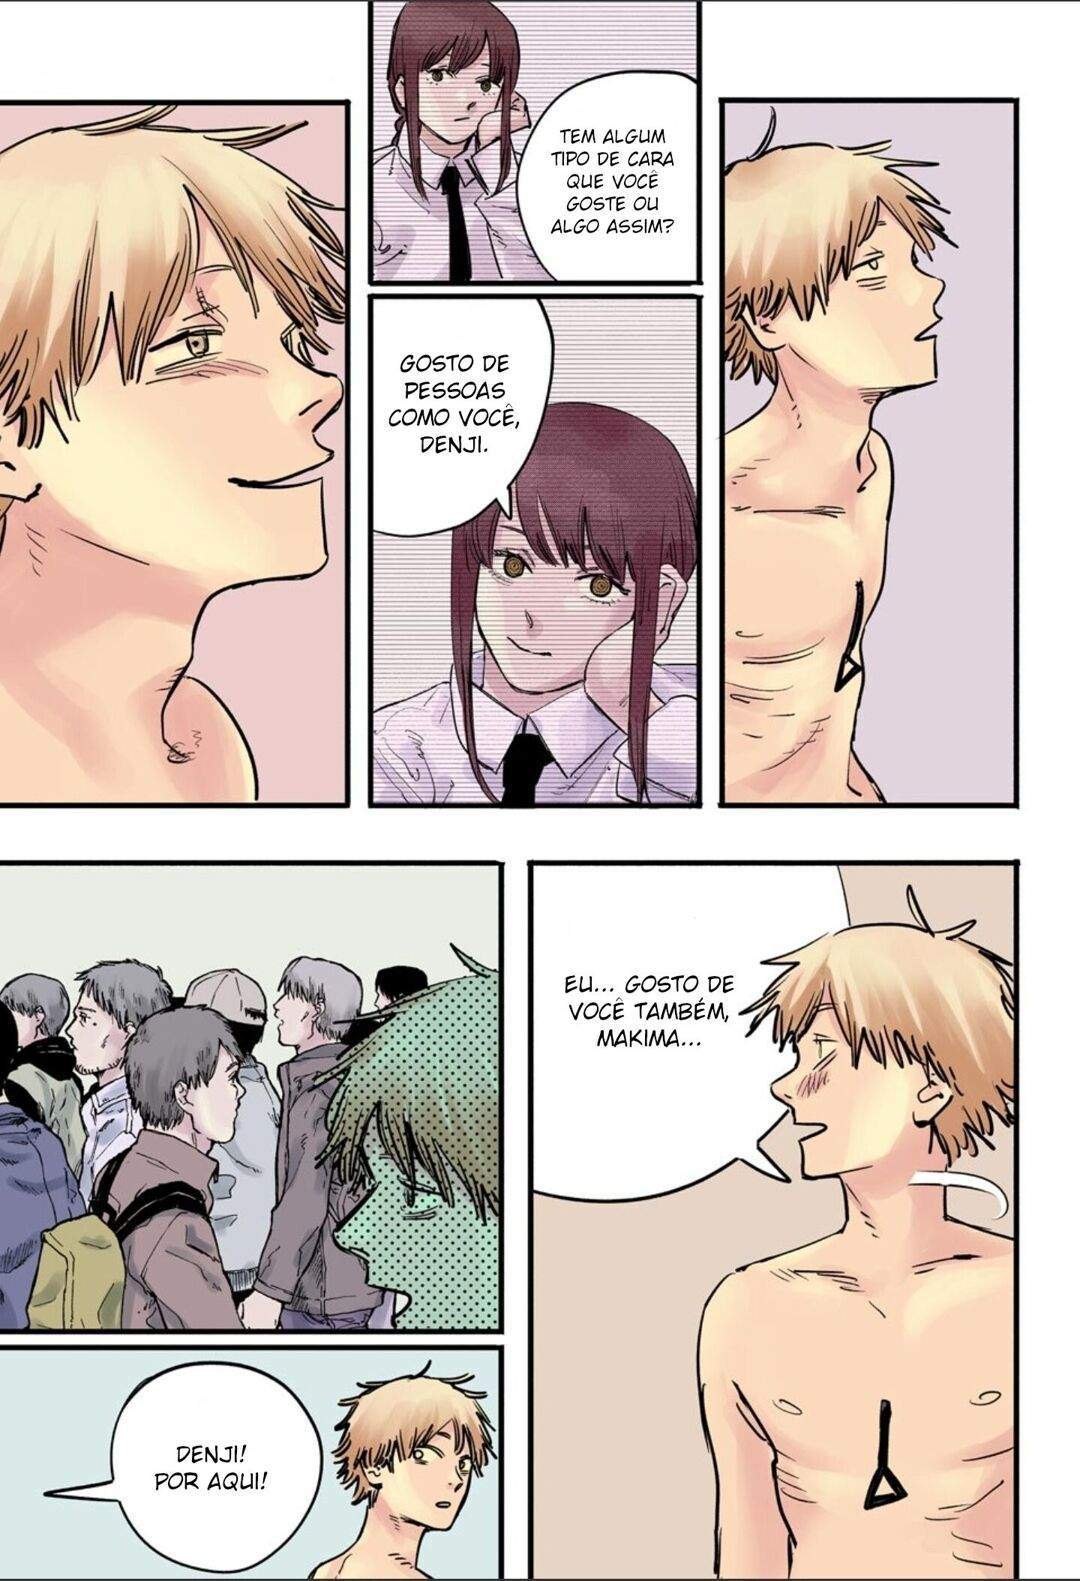 TEM ALGUM
TIPO DE CARA
QUE VOCÊ
GOSTE OU
ALGO ASSIM?
GOSTO DE
PESSOAS
COMO VOCÊ,
DENJI.
EU... GOSTO DE
VOCÊ TAMBÉM,
MAKIMA...
DENJI!
POR AQUI!